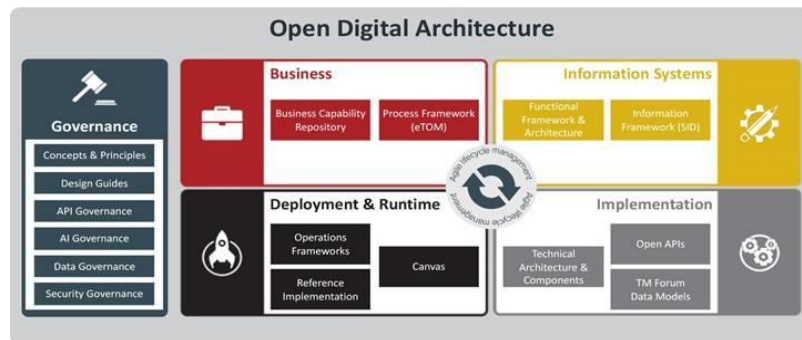 Open Digital Architecture
Governance
Concepts & Principles
Design Guides
API Governance
AI Governance
Data Governance
Security Governance
Business
Business Capability
Repository
Process Framework
(eTOM)
Information Systems
Functional
Framework &
Architecture
Information
Framework (SID)
Agile lifecycle management
Agile lifecycle management
Deployment & Runtime
Operations
Frameworks
Reference
Implementation
Canvas
Implementation
Technical
Architecture &
Components
Open APIs
TM Forum
Data Models